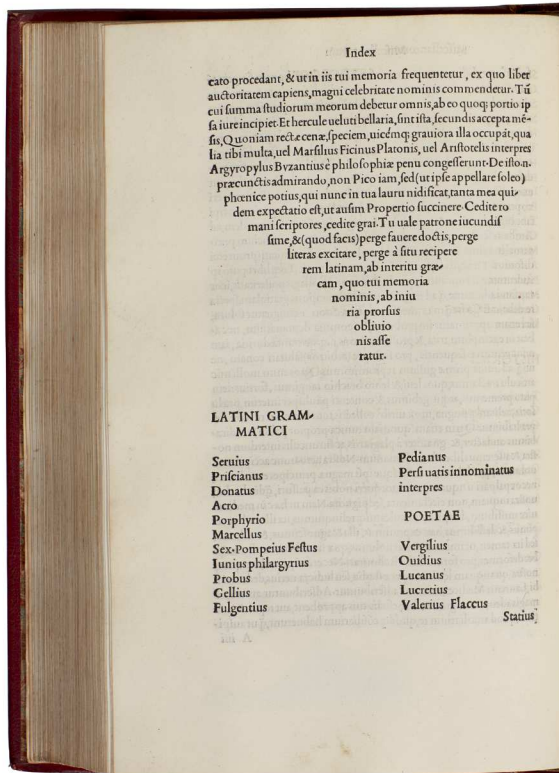 Index
cato procedant, & ut in iis tui memoria frequentetur, ex quo liber
auctoritatem capiens, magni celebritate nominis commendetur. Tū
cui summa studiorum meorum debetur omnis, ab eo quoq; portio ip
sa iure incipiet. Et hercule ueluti bellaria, sint ista, secundis accepta mē-
sis, Quoniam rectæ cenæ, speciem, uicēmq; grauiora illa occupāt, qua
lia tibi multa, uel Marsilius Ficinus Platonis, uel Aristotelis interpres
Argyropylus Byzantius è philosophiæ penu congesserunt. De isto.n.
præcunctis admirando, non Pico iam, sed (ut ipse appellare soleo)
phœnice potius, qui nunc in tua lauru nidificat, tanta mea qui-
dem expectatio est, ut ausim Propertio succinere. Cedite ro
mani scriptores, cedite grai. Tu uale patrone iucundis
sime, & (quod facis) perge fauere doctis, perge
literas excitare, perge à situ recipere
rem latinam, ab interitu græ-
cam, quo tui memoria
nominis, ab iniu
ria prorsus
obliuio
nis asse
ratur.
LATINI GRAM-
MATICI
Seruius
Priscianus
Donatus
Acro
Porphyrio
Marcellus
Sex. Pompeius Festus
Iunius philargyrius
Probus
Gellius
Fulgentius
Pedianus
Persi uatis innominatus
interpres
POETAE
Vergilius
Ouidius
Lucanus
Lucretius
Valerius Flaccus
Statius